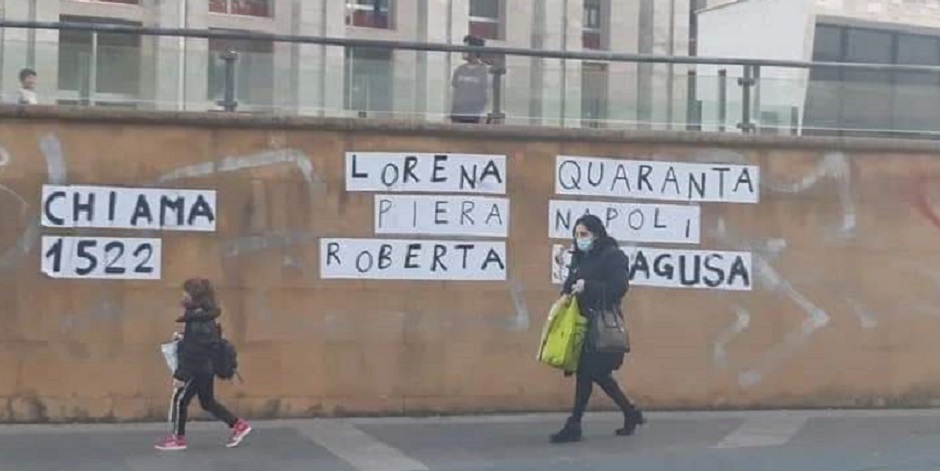 CHIAMA
1522
LORENA QUARANTA
PIERA NAPOLI
ROBERTA AGUSA